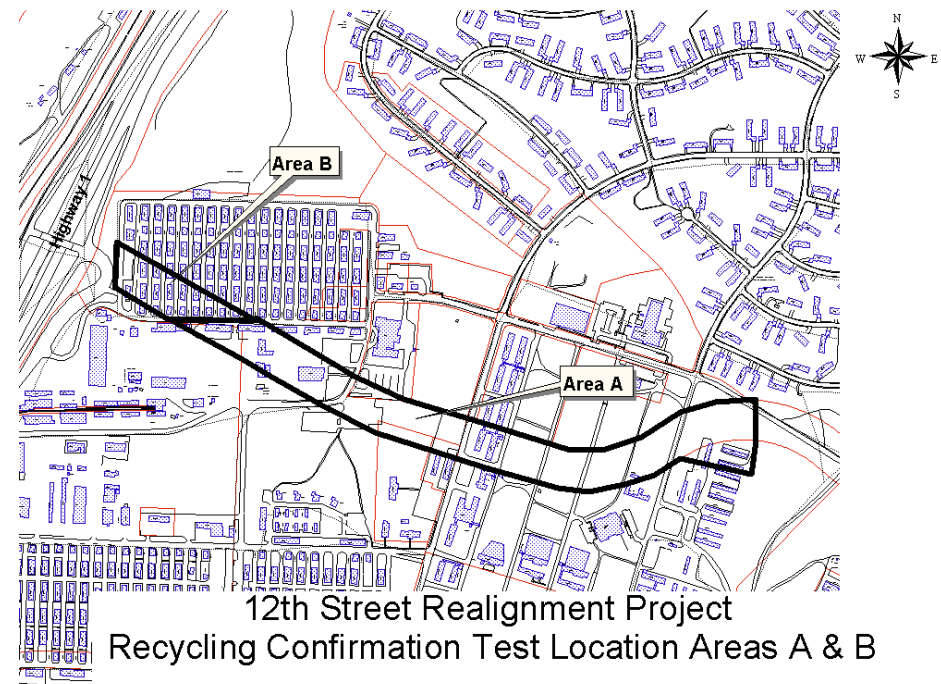 N
W E
S
Area B
Highway 1
Area A
12th Street Realignment Project
Recycling Confirmation Test Location Areas A & B